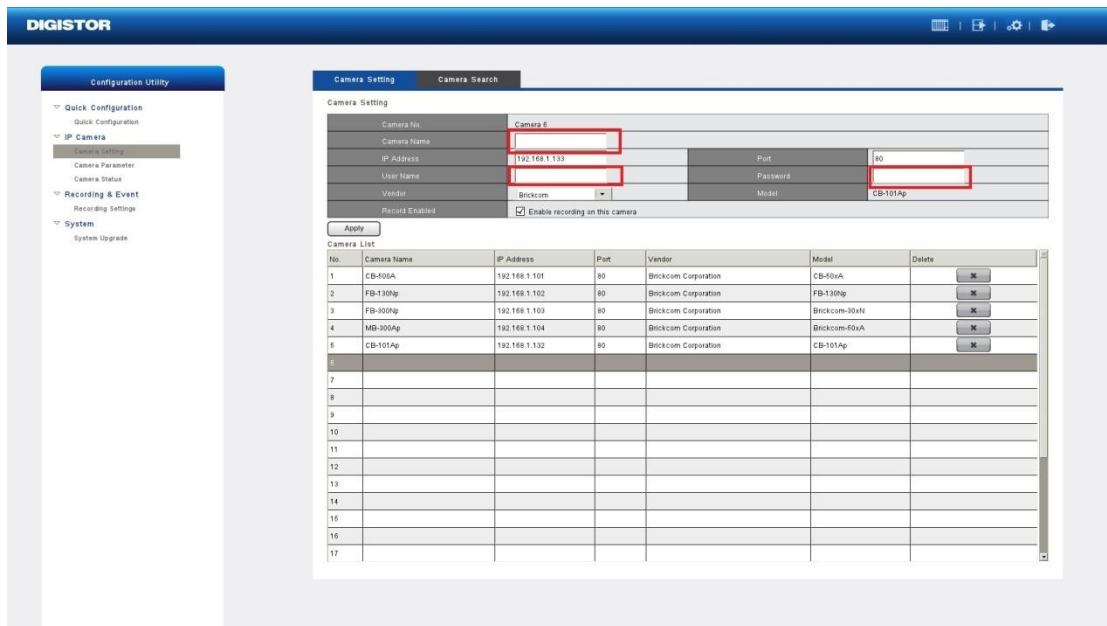 DIGISTOR
Configuration Utility
Quick Configuration
Quick Configuration
IP Camera
Camera Setting
Camera Parameter
Camera Status
Recording & Event
Recording Settings
System
System Upgrade
Camera Setting Camera Search
Camera Setting
Camera No. Camera 6
Camera Name
IP Address 192.168.1.133 Port 80
User Name Password
Vendor Brickcom Model CB-101Ap
Record Enabled Enable recording on this camera
Apply
Camera List
No. Camera Name IP Address Port Vendor Model Delete
1 CB-500A 192.168.1.101 80 Brickcom Corporation CB-50xA
2 FB-130Np 192.168.1.102 80 Brickcom Corporation FB-130Np
3 FB-300Np 192.168.1.103 80 Brickcom Corporation Brickcom-30xN
4 MB-300Ap 192.168.1.104 80 Brickcom Corporation Brickcom-50xA
5 CB-101Ap 192.168.1.132 80 Brickcom Corporation CB-101Ap
6
7
8
9
10
11
12
13
14
15
16
17